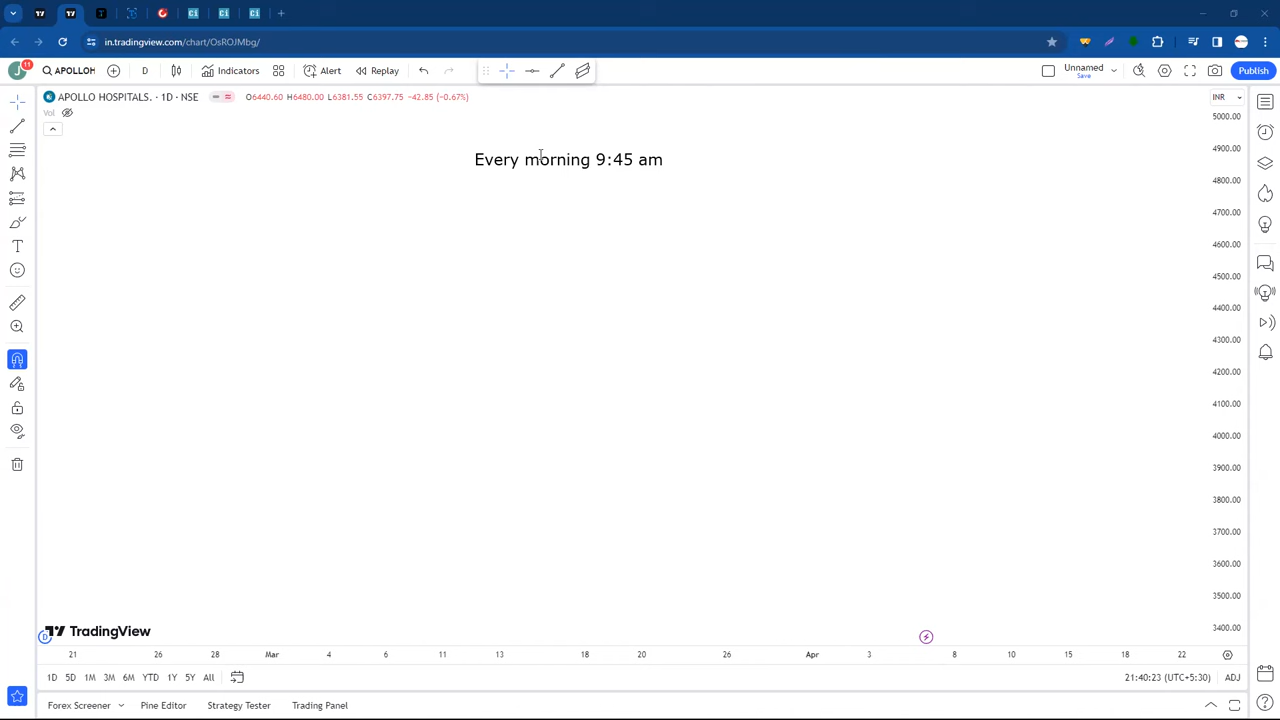 in.tradingview.com/chart/OsROJMbg/
11
APOLLOH
D
Indicators
Alert
Replay
Unnamed
Save
Publish
APOLLO HOSPITALS. · 1D · NSE
O6440.60 H6480.00 L6381.55 C6397.75 −42.85 (−0.67%)
INR
Vol
Every morning 9:45 am
5000.00
4900.00
4800.00
4700.00
4600.00
4500.00
4400.00
4300.00
4200.00
4100.00
4000.00
3900.00
3800.00
3700.00
3600.00
3500.00
3400.00
TradingView
21 26 28 Mar 4 6 11 13 18 20 26 Apr 3 8 10 15 18 22
1D 5D 1M 3M 6M YTD 1Y 5Y All
21:40:23 (UTC+5:30) ADJ
Forex Screener Pine Editor Strategy Tester Trading Panel